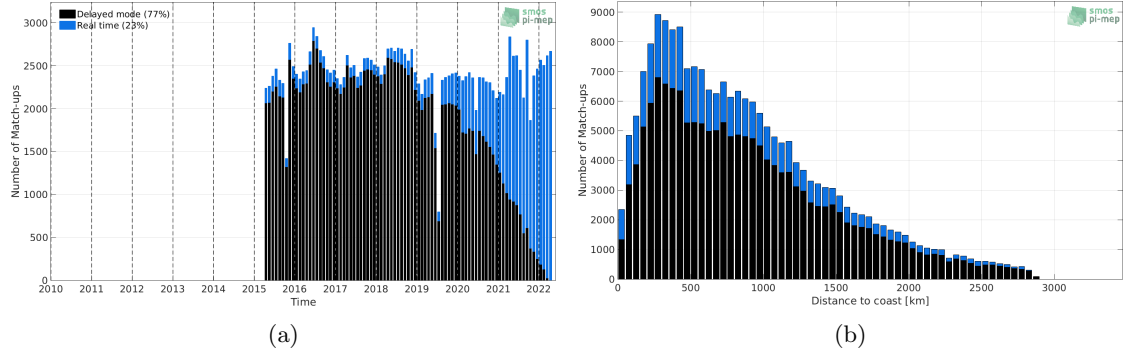 Delayed mode (77%)
Real time (23%)
smos
pi-mep
Number of Match-ups
3000
2500
2000
1500
1000
500
0
2010 2011 2012 2013 2014 2015 2016 2017 2018 2019 2020 2021 2022
Time
(a)
smos
pi-mep
Number of Match-ups
9000
8000
7000
6000
5000
4000
3000
2000
1000
0
0 500 1000 1500 2000 2500 3000
Distance to coast [km]
(b)